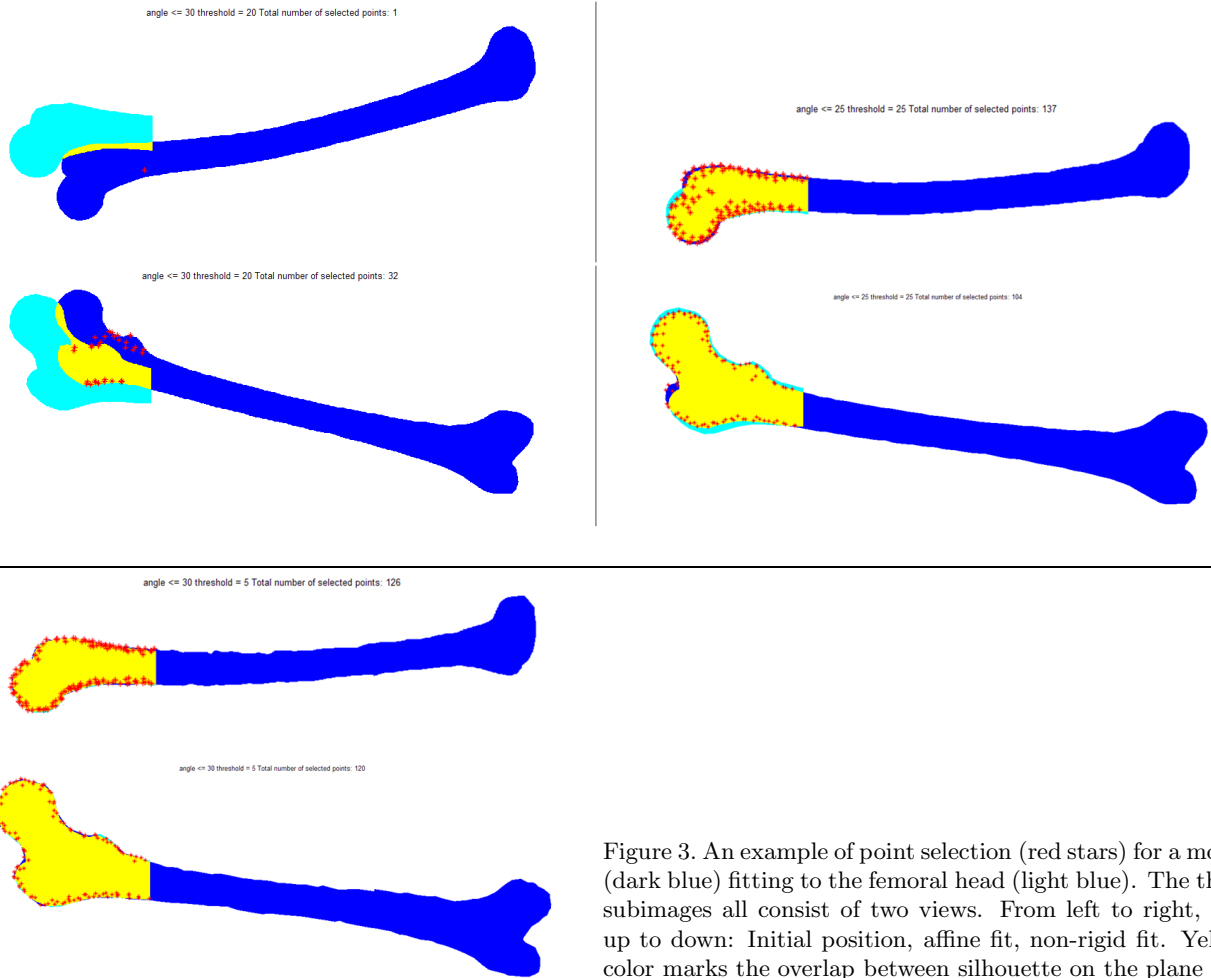 angle <= 30 threshold = 20 Total number of selected points: 1
angle <= 25 threshold = 25 Total number of selected points: 137
angle <= 30 threshold = 20 Total number of selected points: 32
angle <= 25 threshold = 25 Total number of selected points: 104
angle <= 30 threshold = 5 Total number of selected points: 126
angle <= 30 threshold = 5 Total number of selected points: 120
Figure 3. An example of point selection (red stars) for a
(dark blue) fitting to the femoral head (light blue). The
subimages all consist of two views. From left to right,
up to down: Initial position, affine fit, non-rigid fit.
color marks the overlap between silhouette on the plane